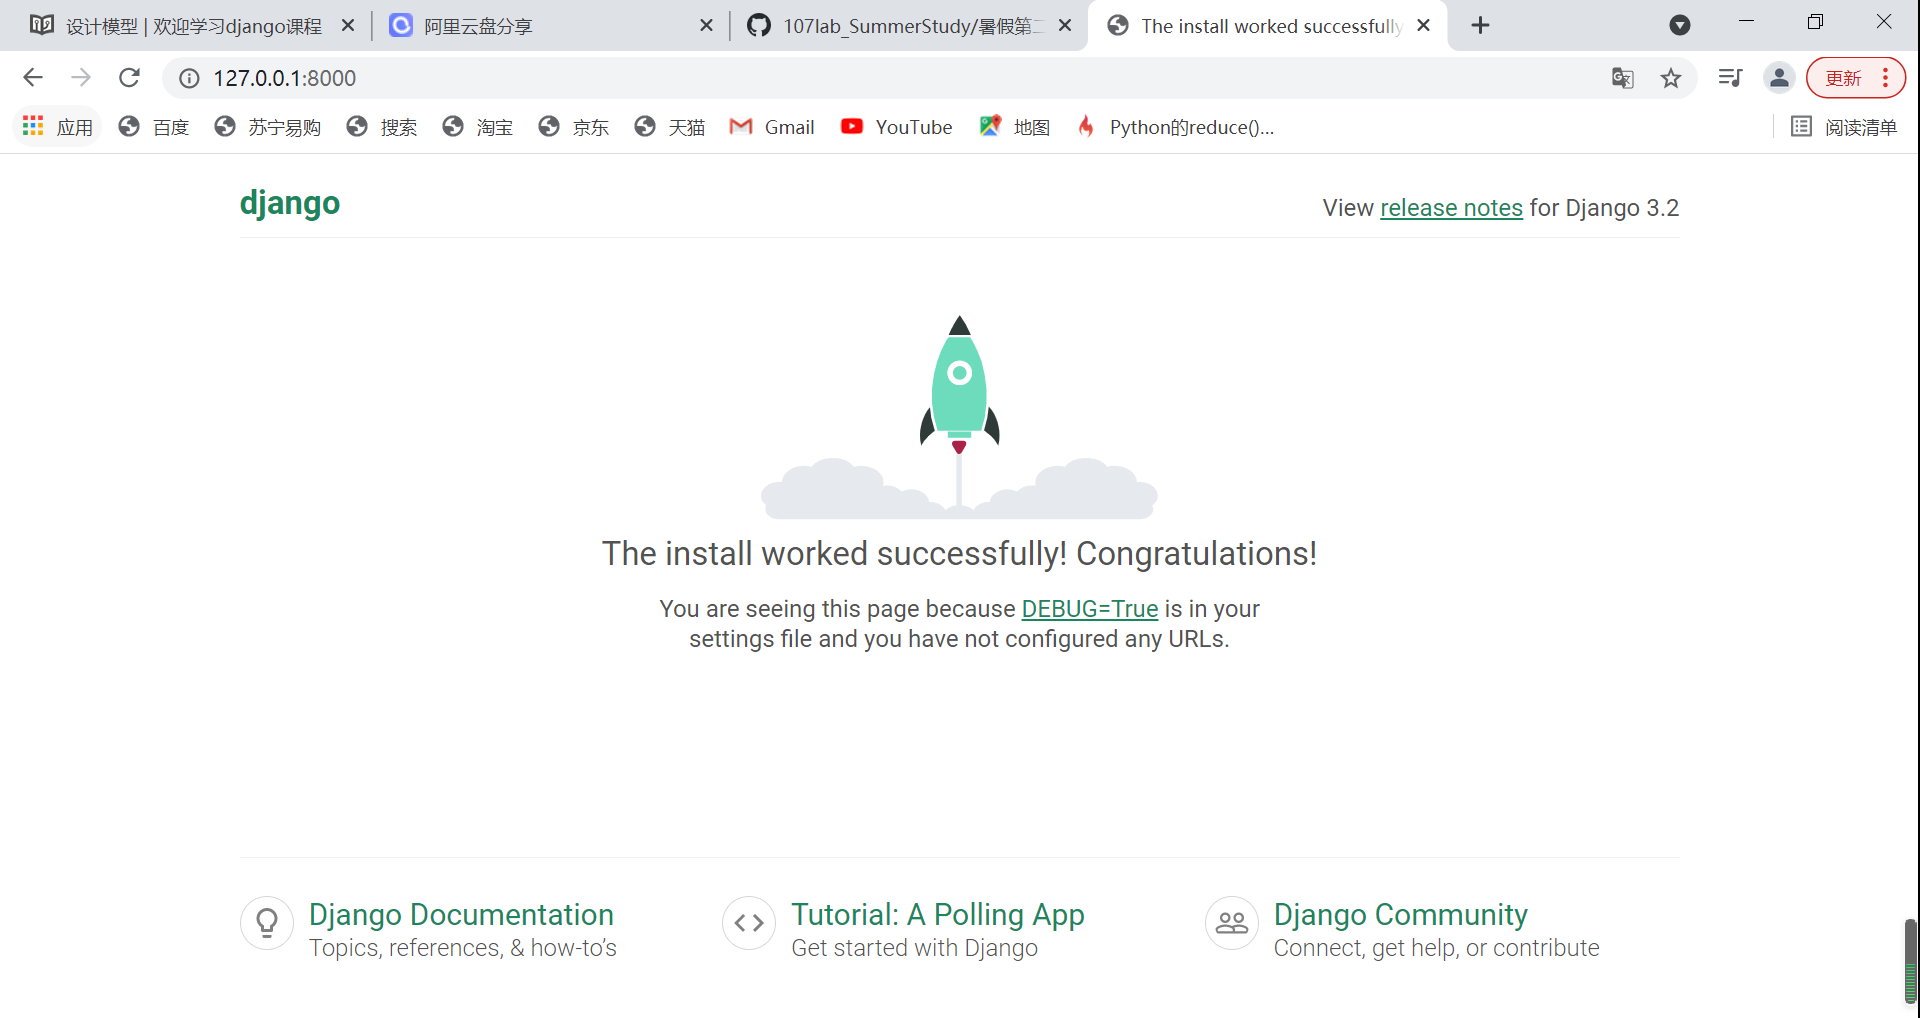 设计模型 | 欢迎学习django课程
阿里云盘分享
107lab_SummerStudy/暑假第二
The install worked successfully
127.0.0.1:8000
更新
应用
百度
苏宁易购
搜索
淘宝
京东
天猫
Gmail
YouTube
地图
Python的reduce()...
阅读清单
django
View release notes for Django 3.2
The install worked successfully! Congratulations!
You are seeing this page because DEBUG=True is in your
settings file and you have not configured any URLs.
Django Documentation
Topics, references, & how-to’s
Tutorial: A Polling App
Get started with Django
Django Community
Connect, get help, or contribute